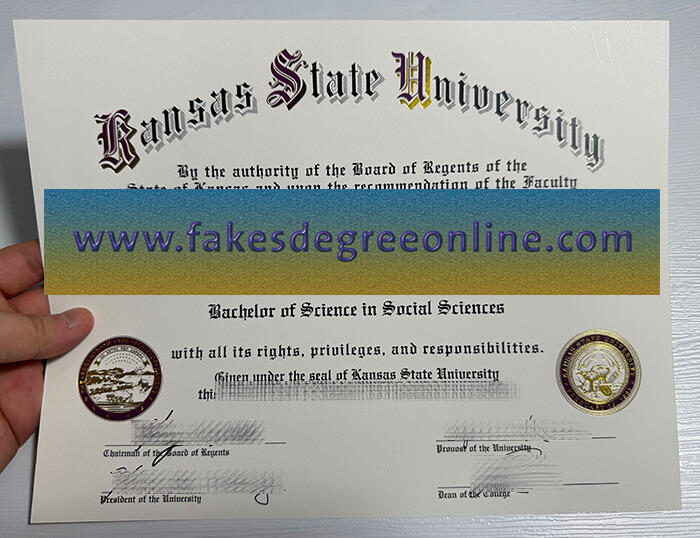 Kansas State University
By the authority of the Board of Regents of the
State of Kansas and upon the recommendation of the Faculty
www.fakesdegreeonline.com
Bachelor of Science in Social Sciences
with all its rights, privileges, and responsibilities.
Given under the seal of Kansas State University
this
Chairman of the Board of Regents
Provost of the University
President of the University
Dean of the College